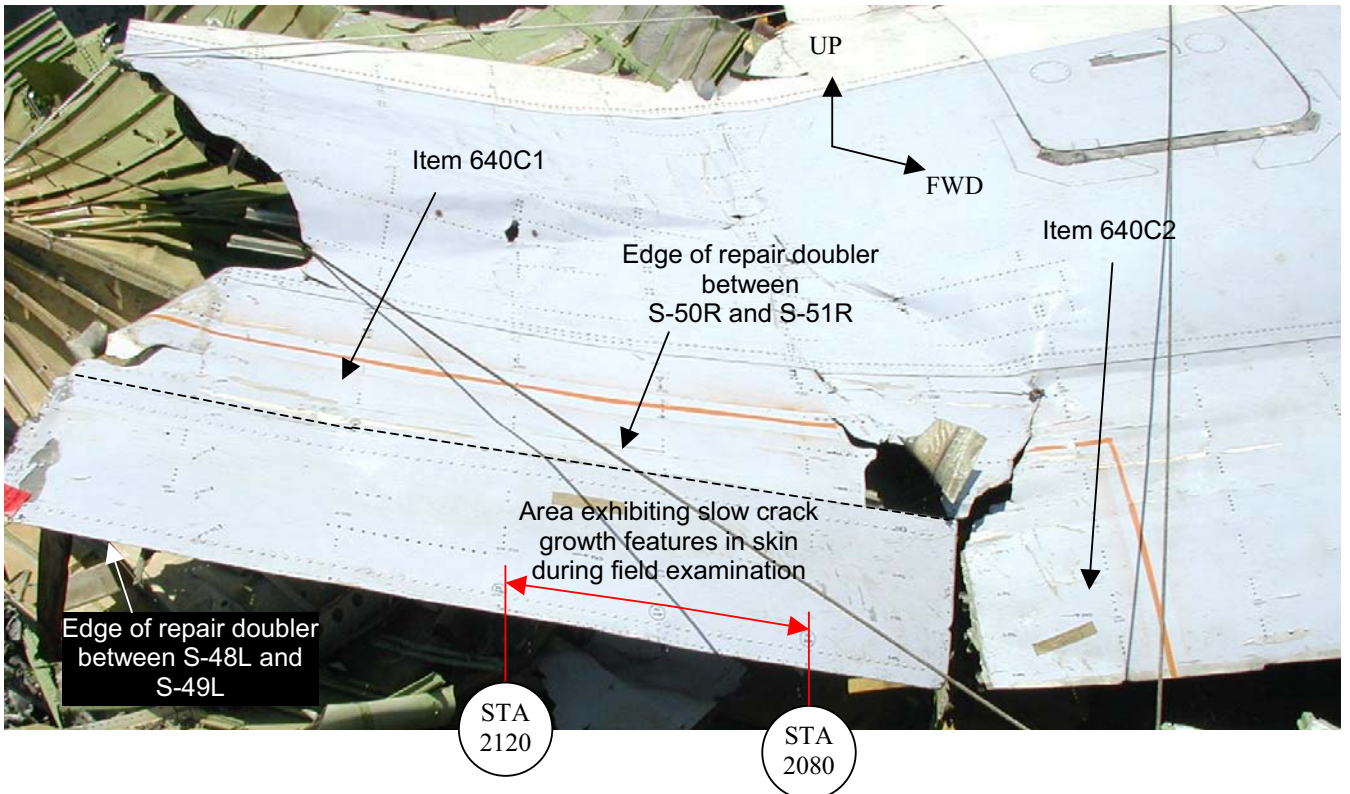 UP
FWD
Item 640C1
Item 640C2
Edge of repair doubler
between
S-50R and S-51R
Area exhibiting slow crack
growth features in skin
during field examination
Edge of repair doubler
between S-48L and
S-49L
STA
2120
STA
2080